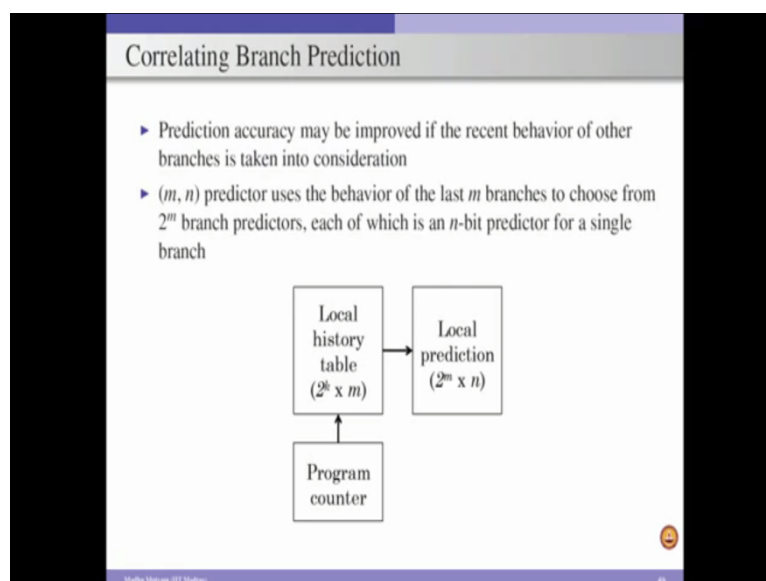 Correlating Branch Prediction
▸ Prediction accuracy may be improved if the recent behavior of other
branches is taken into consideration
▸ (m, n) predictor uses the behavior of the last m branches to choose from
2^m branch predictors, each of which is an n-bit predictor for a single
branch
Local
history
table
(2^k x m)
Local
prediction
(2^m x n)
Program
counter